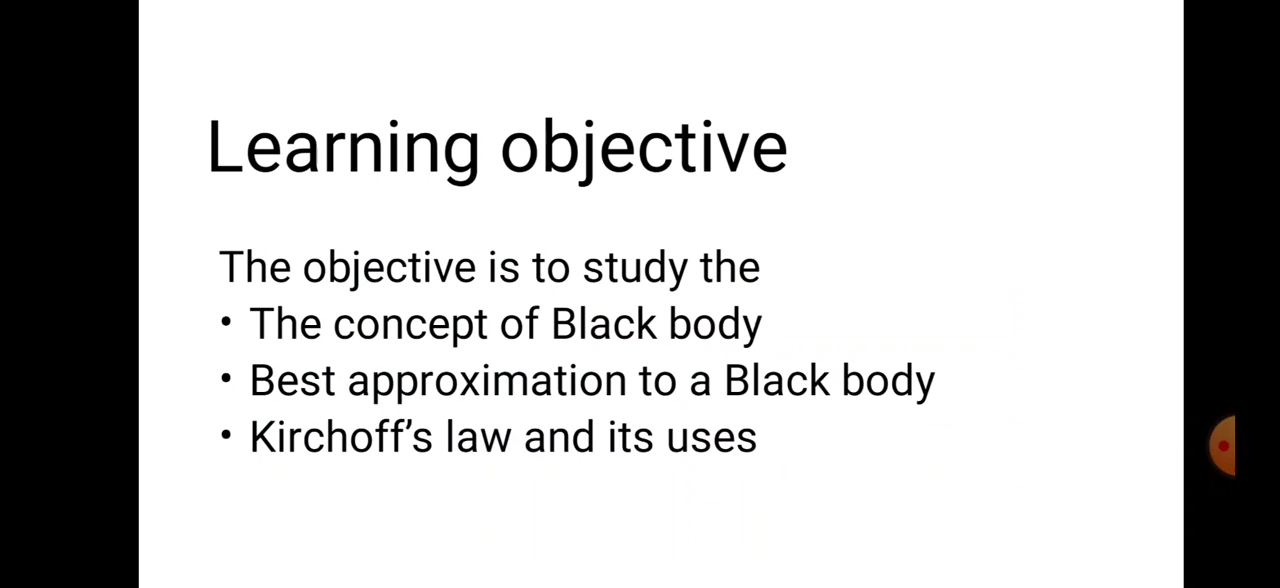 Learning objective
The objective is to study the
• The concept of Black body
• Best approximation to a Black body
• Kirchoff’s law and its uses